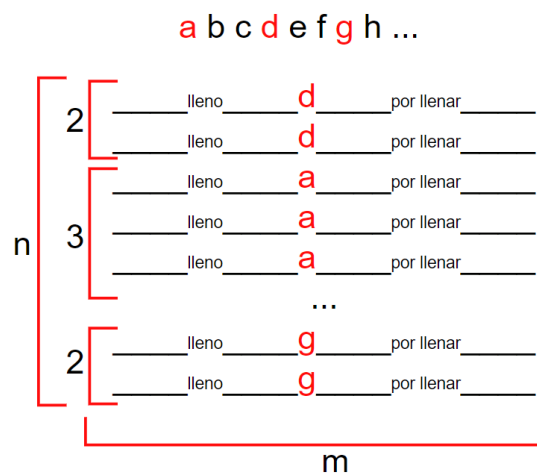 a b c d e f g h ...
2
lleno d por llenar
lleno d por llenar
n
3
lleno a por llenar
lleno a por llenar
lleno a por llenar
...
2
lleno g por llenar
lleno g por llenar
m